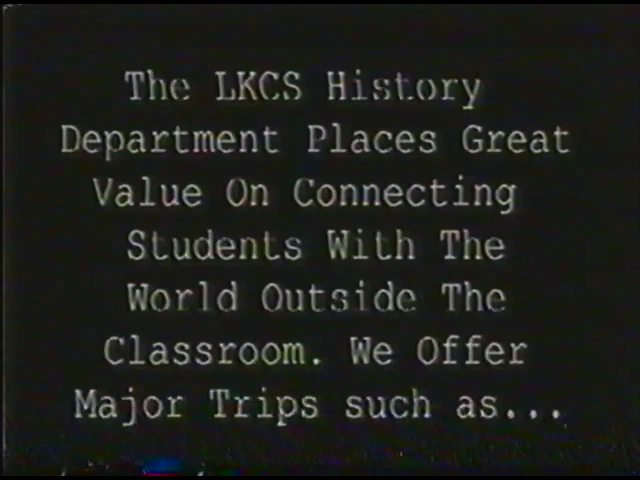 The LKCS History
Department Places Great
Value On Connecting
Students With The
World Outside The
Classroom. We Offer
Major Trips such as...